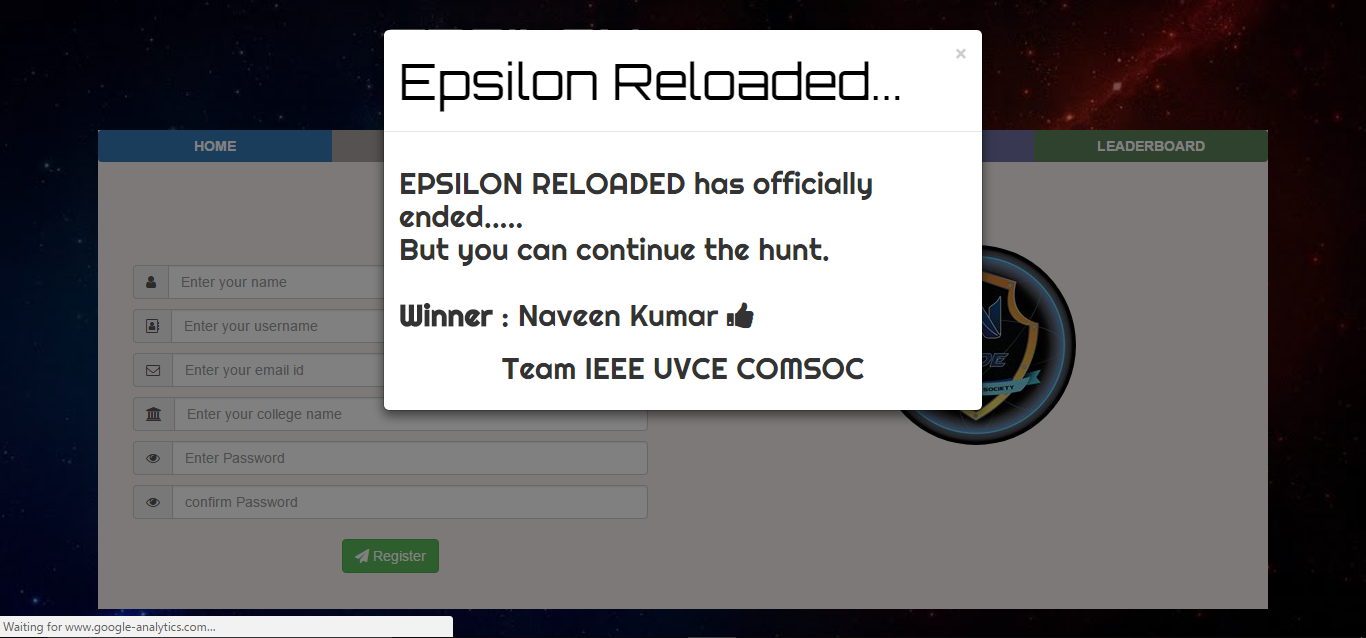 Epsilon Reloaded...
×
HOME
LEADERBOARD
EPSILON RELOADED has officially
ended.....
But you can continue the hunt.
Winner : Naveen Kumar
Team IEEE UVCE COMSOC
Enter your name
Enter your username
Enter your email id
Enter your college name
Enter Password
confirm Password
Register
SOCIETY
Waiting for www.google-analytics.com...